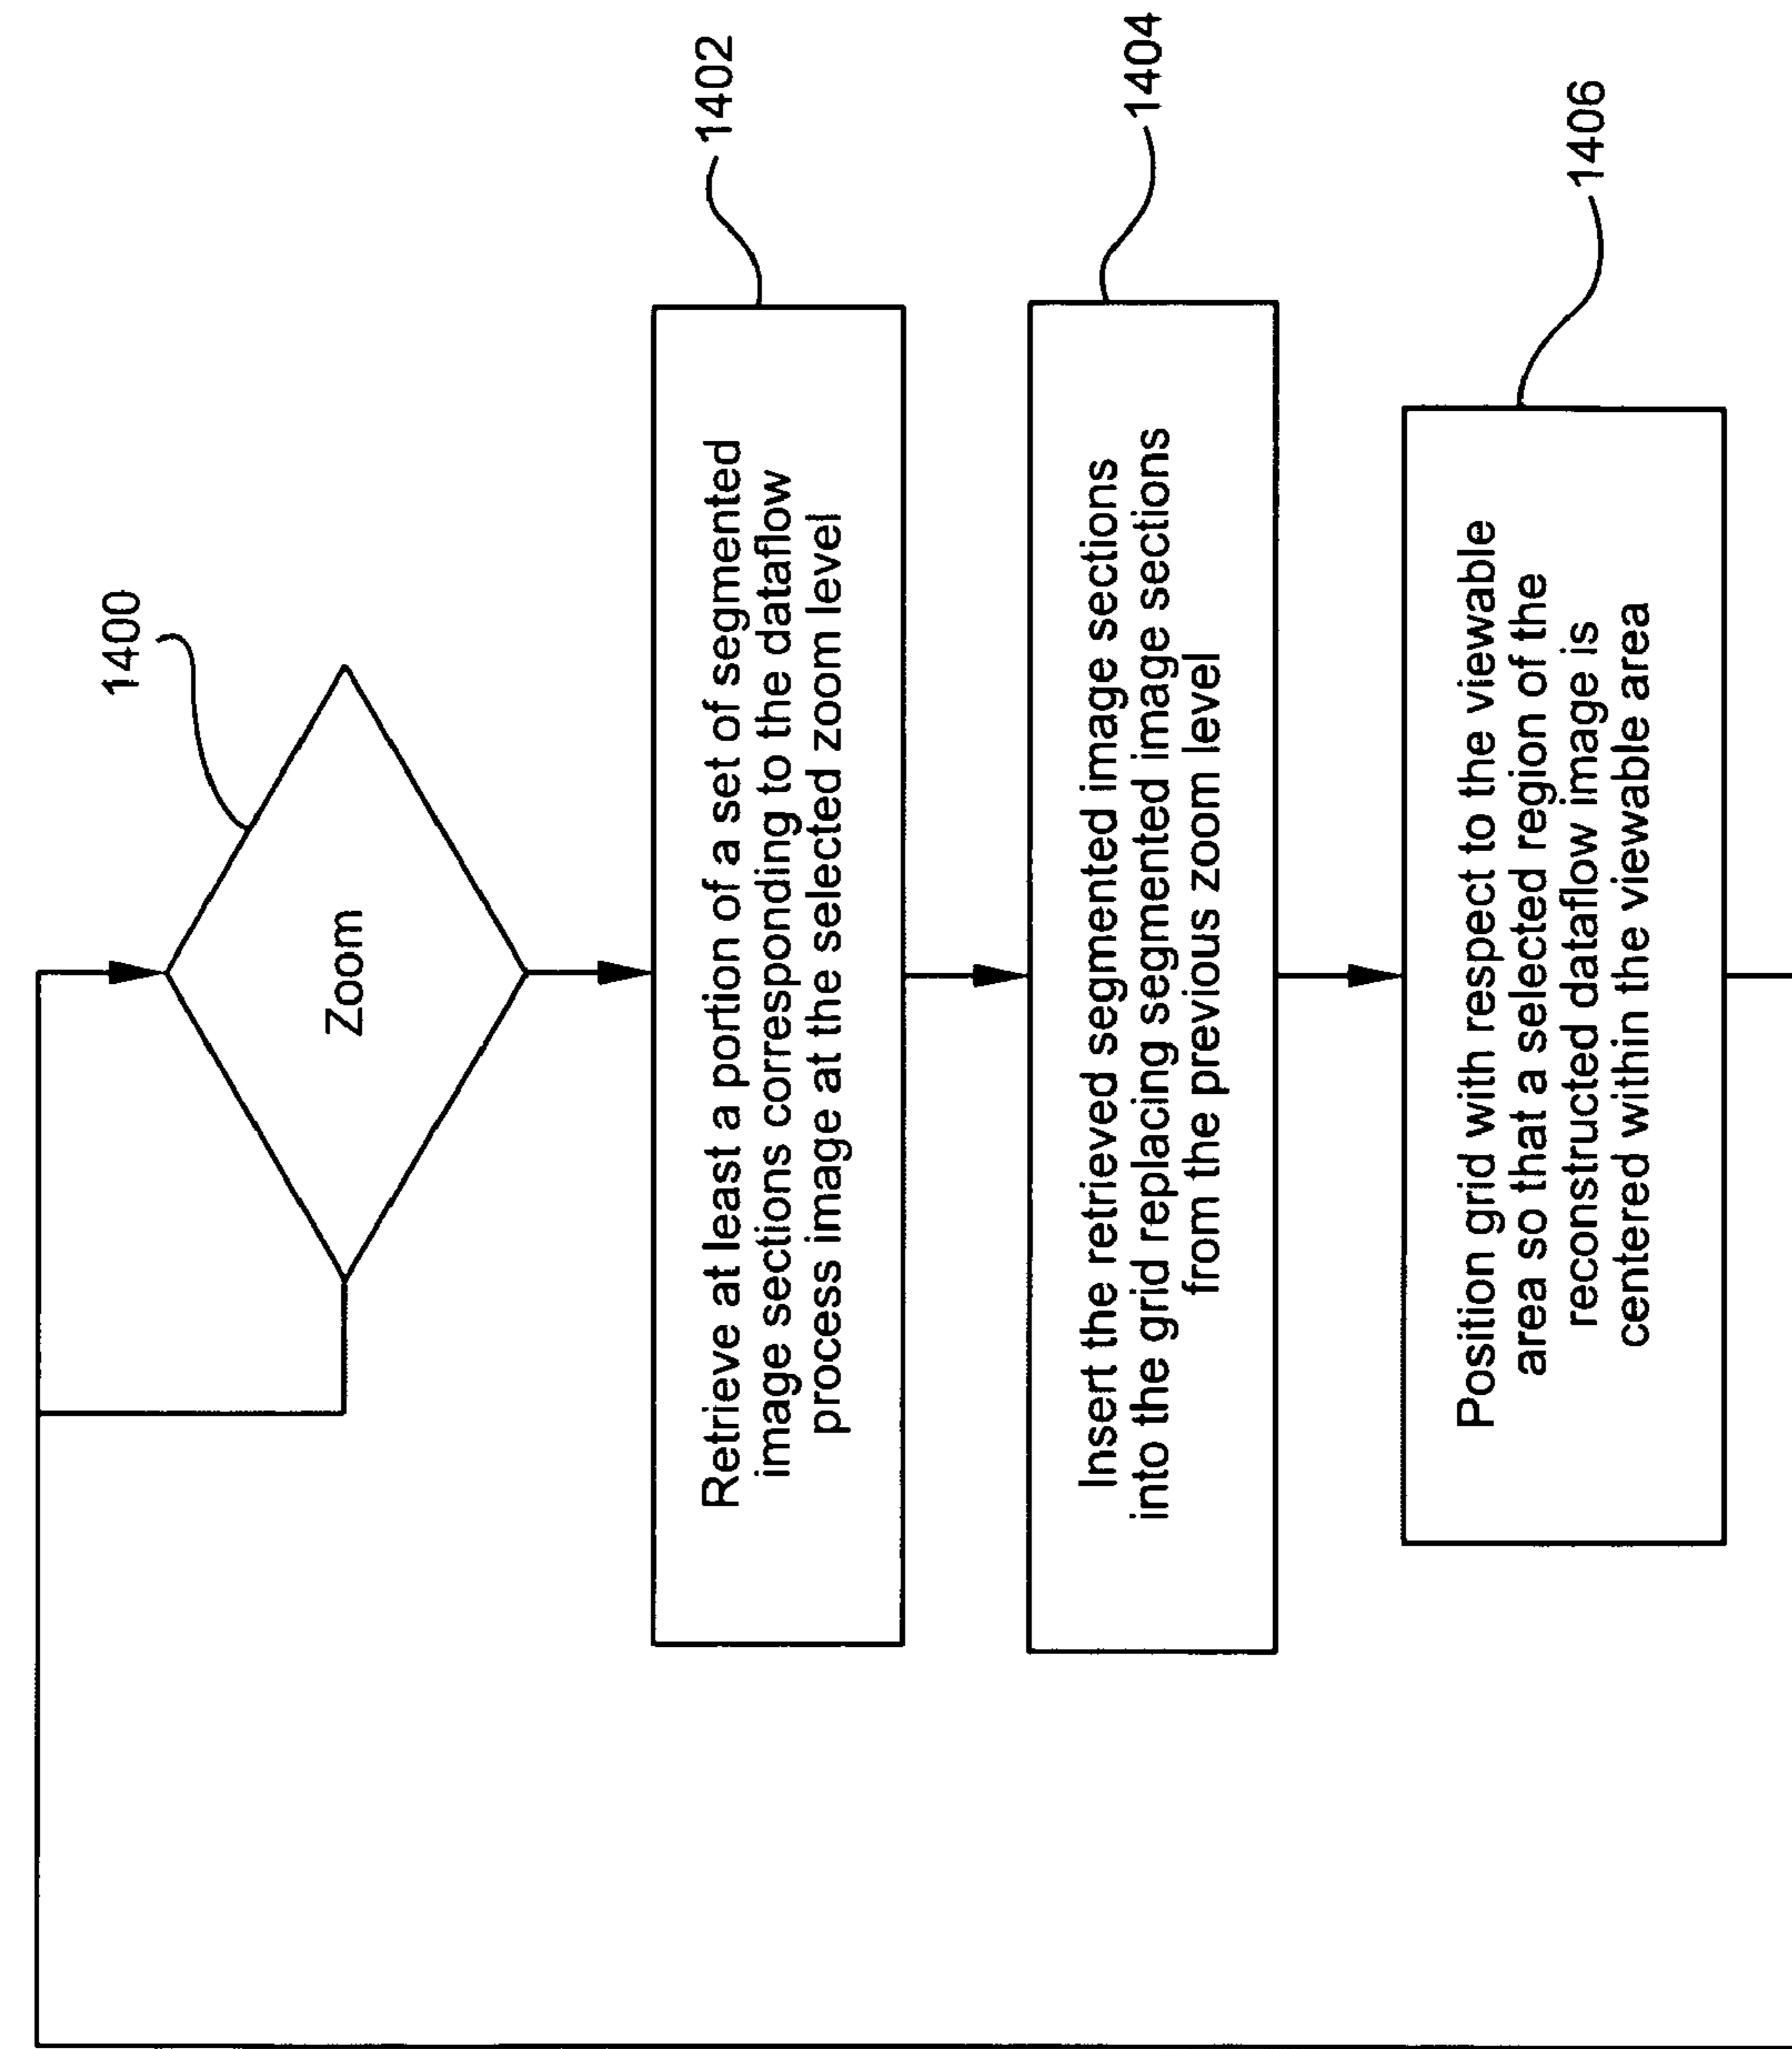 1400
Zoom
1402
Retrieve at least a portion of a set of segmented
image sections corresponding to the dataflow
process image at the selected zoom level
1404
Insert the retrieved segmented image sections
into the grid replacing segmented image sections
from the previous zoom level
1406
Position grid with respect to the viewable
area so that a selected region of the
reconstructed dataflow image is
centered within the viewable area